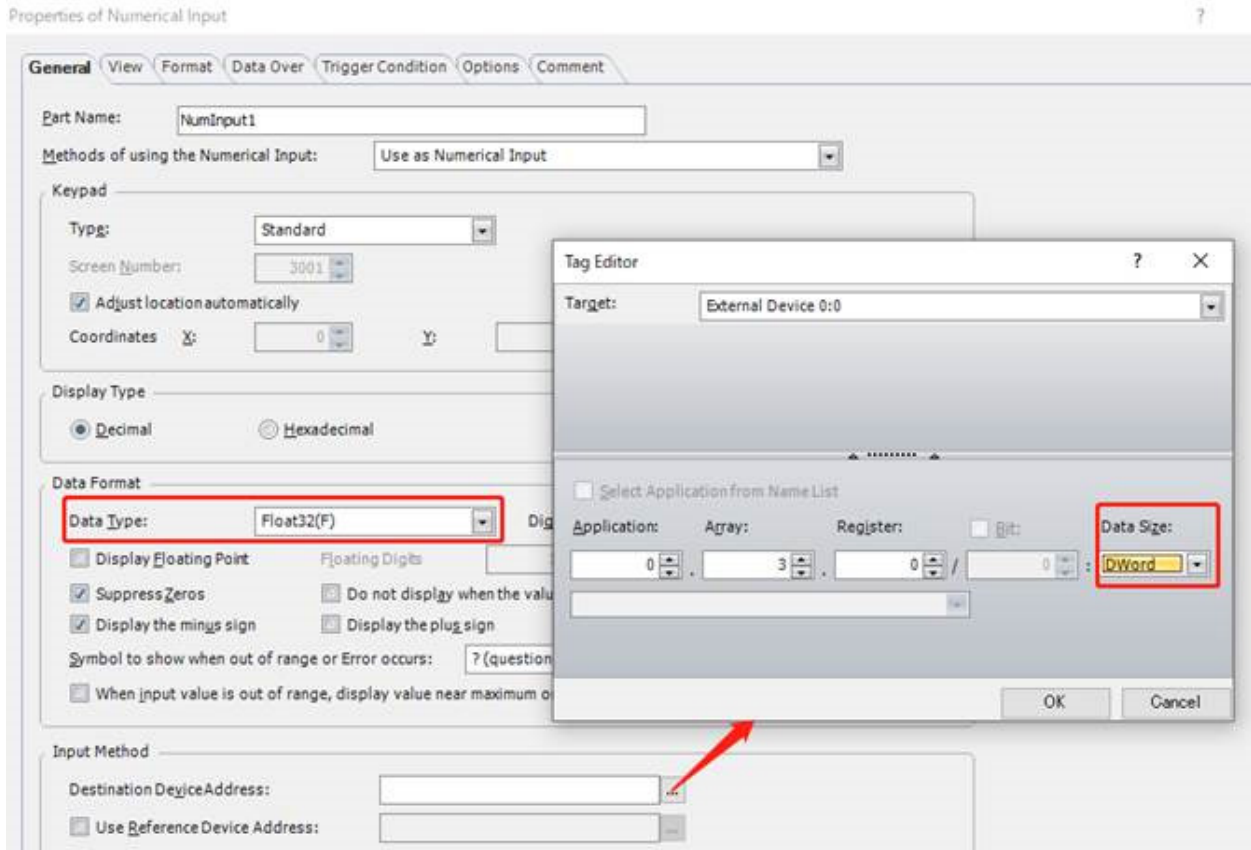 Properties of Numerical Input ?
General View Format Data Over Trigger Condition Options Comment
Part Name: NumInput1
Methods of using the Numerical Input: Use as Numerical Input
Keypad
Type: Standard
Screen Number: 3001
Adjust location automatically
Coordinates X: 0 Y:
Display Type
Decimal Hexadecimal
Data Format
Data Type: Float32(F) Dig
Display Floating Point Floating Digits
Suppress Zeros Do not display when the valu
Display the minus sign Display the plus sign
Symbol to show when out of range or Error occurs: ? (question
When input value is out of range, display value near maximum o
Input Method
Destination Device Address: ...
Use Reference Device Address: ...
Tag Editor ? X
Target: External Device 0:0
Select Application from Name List
Application: Array: Register: Bit: Data Size:
0 . 3 . 0 / 0 : DWord
OK Cancel